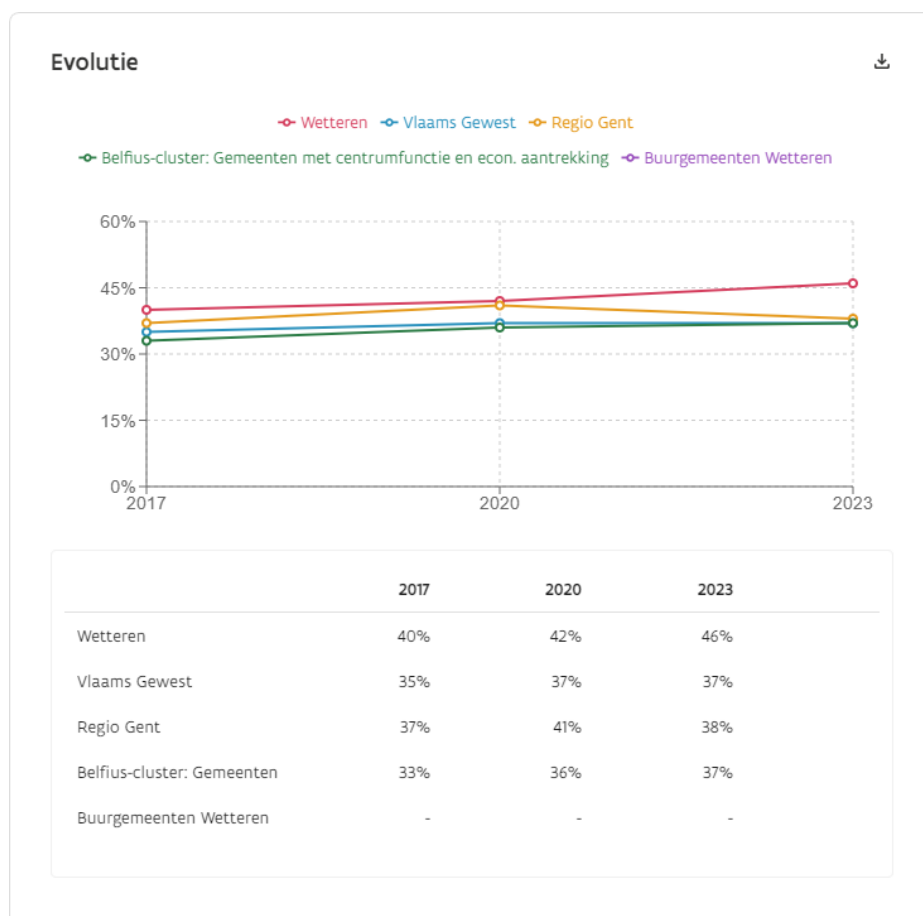 Evolutie
Wetteren Vlaams Gewest Regio Gent
Belfius-cluster: Gemeenten met centrumfunctie en econ. aantrekking Buurgemeenten Wetteren
60%
45%
30%
15%
0%
2017 2020 2023
2017 2020 2023
Wetteren 40% 42% 46%
Vlaams Gewest 35% 37% 37%
Regio Gent 37% 41% 38%
Belfius-cluster: Gemeenten 33% 36% 37%
Buurgemeenten Wetteren - - -